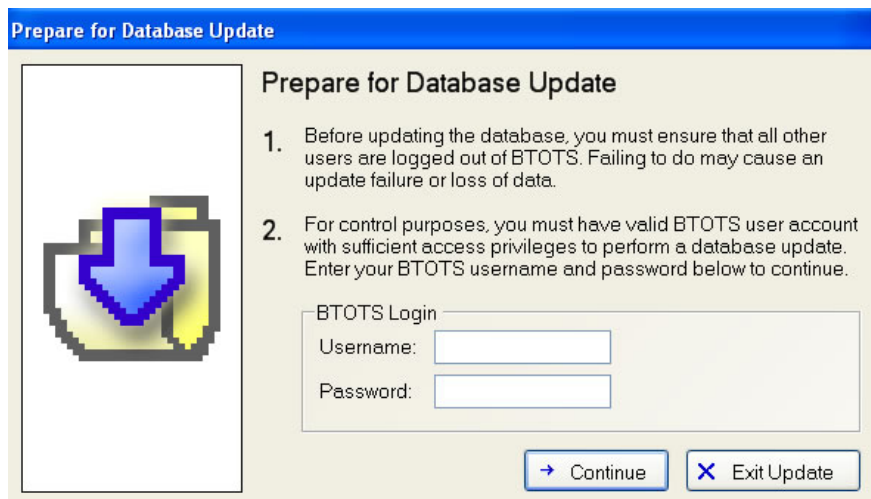 Prepare for Database Update
Prepare for Database Update
1. Before updating the database, you must ensure that all other
users are logged out of BTOTS. Failing to do may cause an
update failure or loss of data.
2. For control purposes, you must have valid BTOTS user account
with sufficient access privileges to perform a database update.
Enter your BTOTS username and password below to continue.
BTOTS Login
Username:
Password:
Continue
Exit Update